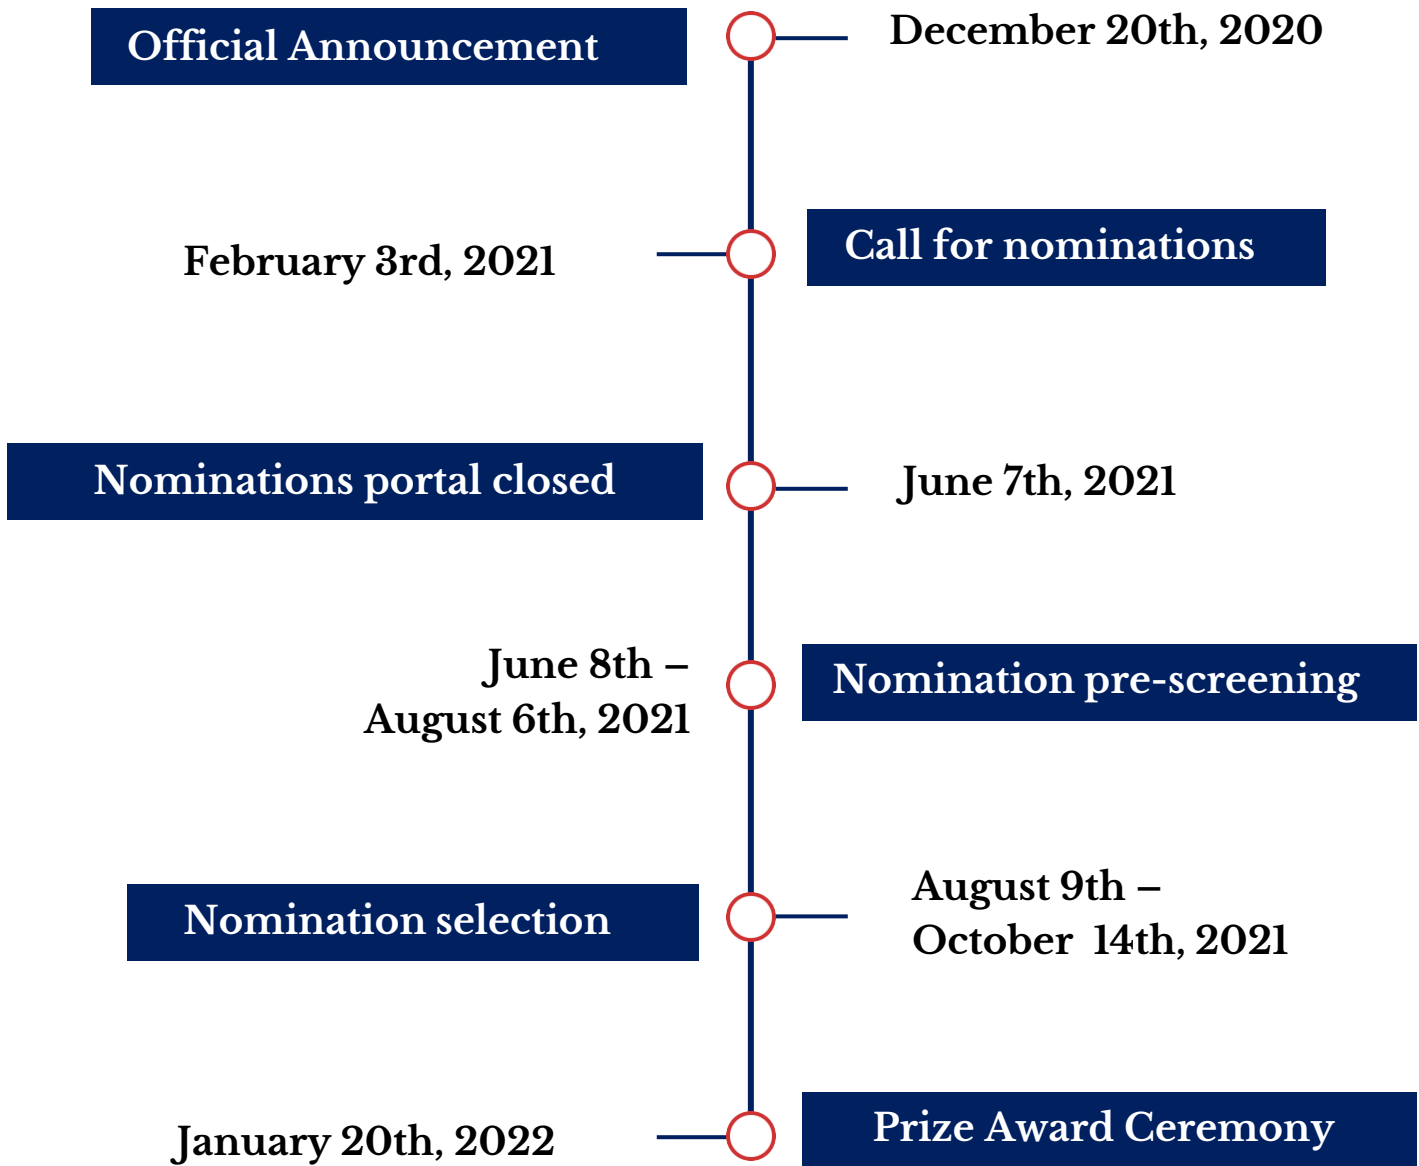 Official Announcement
December 20th, 2020
February 3rd, 2021
Call for nominations
Nominations portal closed
June 7th, 2021
June 8th –
August 6th, 2021
Nomination pre-screening
Nomination selection
August 9th –
October 14th, 2021
January 20th, 2022
Prize Award Ceremony